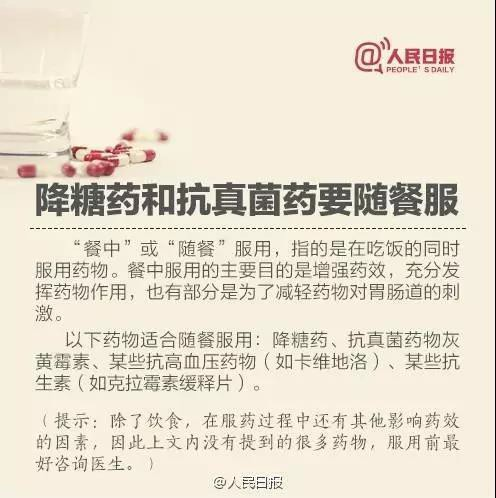 @人民日报
PEOPLE'S DAILY
降糖药和抗真菌药要随餐服
“餐中”或“随餐”服用，指的是在吃饭的同时
服用药物。餐中服用的主要目的是增强药效，充分发
挥药物作用，也有部分是为了减轻药物对胃肠道的刺
激。
以下药物适合随餐服用：降糖药、抗真菌药物灰
黄霉素、某些抗高血压药物（如卡维地洛）、某些抗
生素（如克拉霉素缓释片）。
（提示：除了饮食，在服药过程中还有其他影响药效
的因素，因此上文内没有提到的很多药物，服用前最
好咨询医生。）
@人民日报